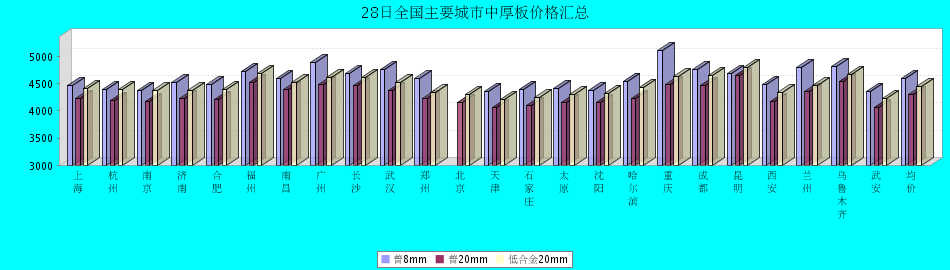 28日全国主要城市中厚板价格汇总
5000
4500
4000
3500
3000
上海
杭州
南京
济南
合肥
福州
南昌
广州
长沙
武汉
郑州
北京
天津
石家庄
太原
沈阳
哈尔滨
重庆
成都
昆明
西安
兰州
乌鲁木齐
武安
均价
普8mm 普20mm 低合金20mm